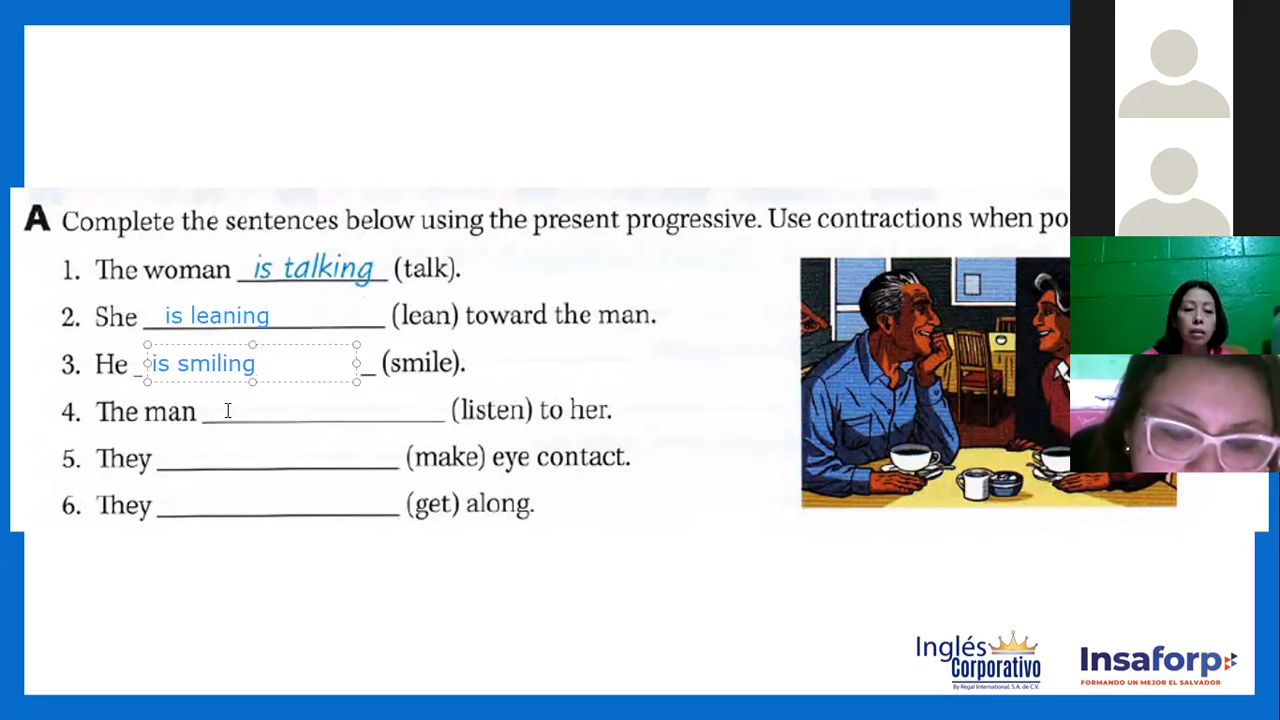 A Complete the sentences below using the present progressive. Use contractions when po
1. The woman is talking (talk).
2. She is leaning (lean) toward the man.
3. He is smiling (smile).
4. The man (listen) to her.
5. They (make) eye contact.
6. They (get) along.
Inglés
Corporativo
By Regal International, S.A. de C.V.
Insaforp
FORMANDO UN MEJOR EL SALVADOR